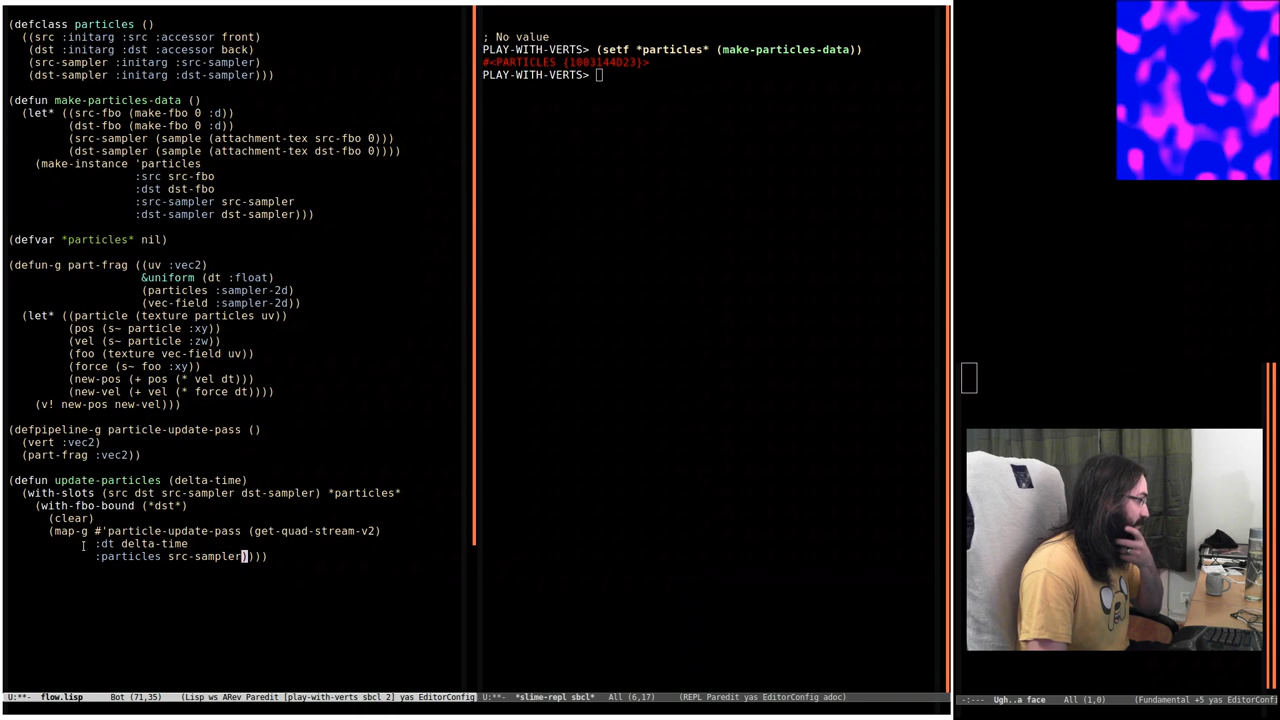 (defclass particles ()
  ((src :initarg :src :accessor front)
   (dst :initarg :dst :accessor back)
   (src-sampler :initarg :src-sampler)
   (dst-sampler :initarg :dst-sampler)))
(defun make-particles-data ()
  (let* ((src-fbo (make-fbo 0 :d))
         (dst-fbo (make-fbo 0 :d))
         (src-sampler (sample (attachment-tex src-fbo 0)))
         (dst-sampler (sample (attachment-tex dst-fbo 0))))
    (make-instance 'particles
                   :src src-fbo
                   :dst dst-fbo
                   :src-sampler src-sampler
                   :dst-sampler dst-sampler)))
(defvar *particles* nil)
(defun-g part-frag ((uv :vec2)
                    &uniform (dt :float)
                    (particles :sampler-2d)
                    (vec-field :sampler-2d))
  (let* ((particle (texture particles uv))
         (pos (s~ particle :xy))
         (vel (s~ particle :zw))
         (foo (texture vec-field uv))
         (force (s~ foo :xy))
         (new-pos (+ pos (* vel dt)))
         (new-vel (+ vel (* force dt))))
    (v! new-pos new-vel)))
(defpipeline-g particle-update-pass ()
  (vert :vec2)
  (part-frag :vec2))
(defun update-particles (delta-time)
  (with-slots (src dst src-sampler dst-sampler) *particles*
    (with-fbo-bound (*dst*)
      (clear)
      (map-g #'particle-update-pass (get-quad-stream-v2)
             :dt delta-time
             :particles src-sampler))))
U:**-  flow.lisp      Bot (71,35)    (Lisp ws ARev Paredit [play-with-verts sbcl 2] yas EditorConfig
; No value
PLAY-WITH-VERTS> (setf *particles* (make-particles-data))
#<PARTICLES {1003144D23}>
PLAY-WITH-VERTS>
U:**-  *slime-repl sbcl*   All (6,17)     (REPL Paredit yas EditorConfig adoc)
-:---  Ugh..a face    All (1,0)      (Fundamental +5 yas EditorConfi